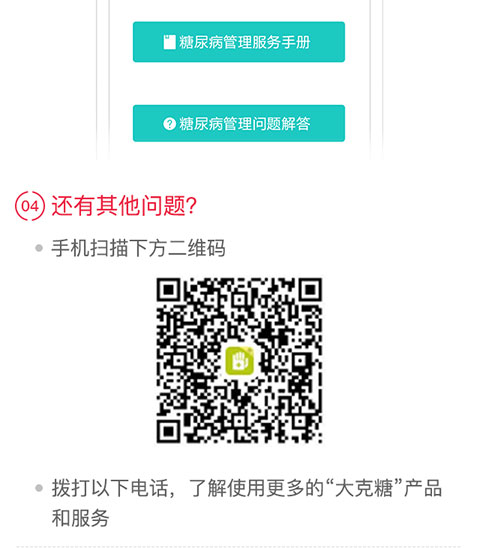 糖尿病管理服务手册
糖尿病管理问题解答
04 还有其他问题?
手机扫描下方二维码
拨打以下电话，了解使用更多的“大克糖”产品
和服务